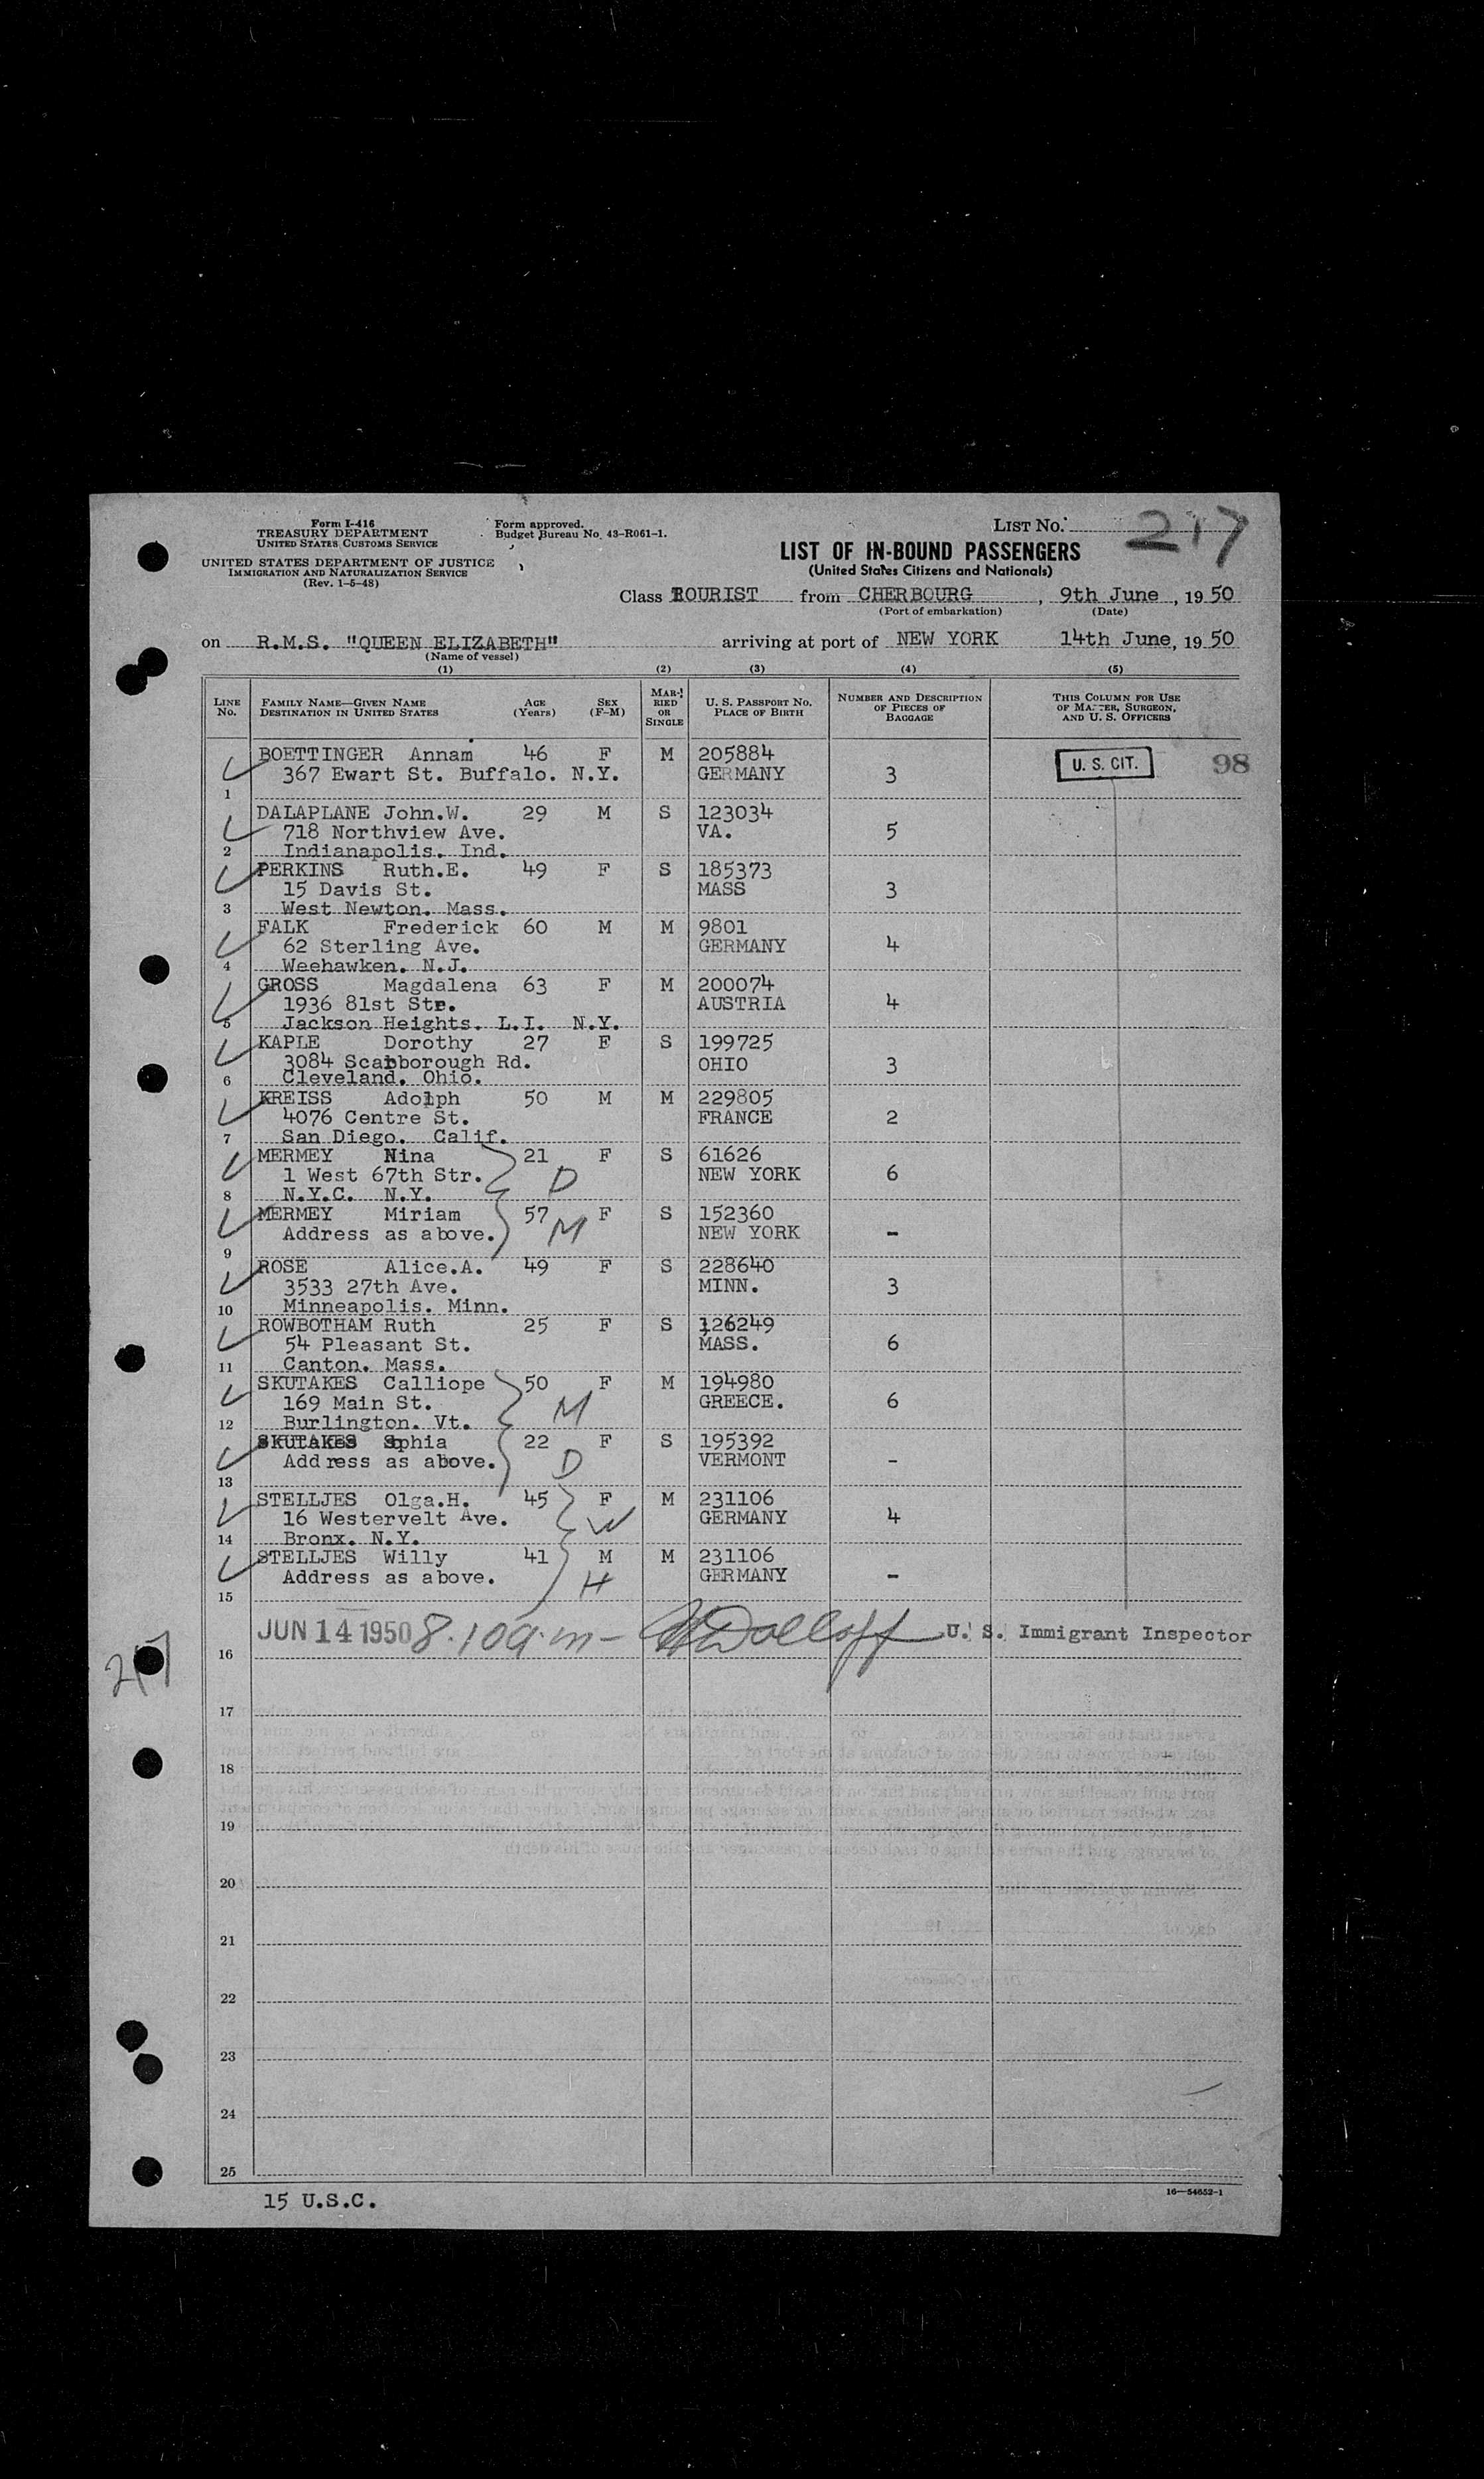 Form I-416
TREASURY DEPARTMENT
UNITED STATES CUSTOMS SERVICE
UNITED STATES DEPARTMENT OF JUSTICE
IMMIGRATION AND NATURALIZATION SERVICE
(Rev. 1-5-48)
Form approved.
Budget Bureau No. 43-R061-1.
LIST NO. 217
LIST OF IN-BOUND PASSENGERS
(United States Citizens and Nationals)
Class TOURIST from CHERBOURG, 9th June, 1950
(Port of embarkation) (Date)
on R.M.S. "QUEEN ELIZABETH" arriving at port of NEW YORK 14th June, 1950
(Name of vessel)
(1) (2) (3) (4) (5)
LINE NO. FAMILY NAME—GIVEN NAME DESTINATION IN UNITED STATES AGE (Years) SEX (F-M) MARRIED OR SINGLE U. S. PASSPORT NO. PLACE OF BIRTH NUMBER AND DESCRIPTION OF PIECES OF BAGGAGE THIS COLUMN FOR USE OF MASTER, SURGEON, AND U. S. OFFICERS
BOETTINGER Annam 46 F M 205884 U. S. CIT. 98
367 Ewart St. Buffalo. N.Y. GERMANY 3
1
DALAPLANE John.W. 29 M S 123034
718 Northview Ave. VA. 5
2 Indianapolis. Ind.
PERKINS Ruth.E. 49 F S 185373
15 Davis St. MASS 3
3 West Newton. Mass.
FALK Frederick 60 M M 9801
62 Sterling Ave. GERMANY 4
4 Weehawken. N.J.
GROSS Magdalena 63 F M 200074
1936 81st Str. AUSTRIA 4
5 Jackson Heights. L.I. N.Y.
KAPLE Dorothy 27 F S 199725
3084 Scarborough Rd. OHIO 3
6 Cleveland. Ohio.
KREISS Adolph 50 M M 229805
4076 Centre St. FRANCE 2
7 San Diego. Calif.
MERMEY Nina 21 F S 61626
1 West 67th Str. D NEW YORK 6
8 N.Y.C. N.Y.
MERMEY Miriam 57 F S 152360
Address as above. M NEW YORK -
9
ROSE Alice.A. 49 F S 228640
3533 27th Ave. MINN. 3
10 Minneapolis. Minn.
ROWBOTHAM Ruth 25 F S 126249
54 Pleasant St. MASS. 6
11 Canton. Mass.
SKUTAKES Calliope 50 F M 194980
169 Main St. M GREECE. 6
12 Burlington. Vt.
SKUTAKES Sophia 22 F S 195392
Address as above. D VERMONT -
13
STELLJES Olga.H. 45 F M 231106
16 Westervelt Ave. W GERMANY 4
14 Bronx. N.Y.
STELLJES Willy 41 M M 231106
Address as above. H GERMANY -
15
JUN 14 1950 8.10 a.m- U. S. Immigrant Inspector
16
217
17
18
19
20
21
22
23
24
25
15 U.S.C.
16—54652-1